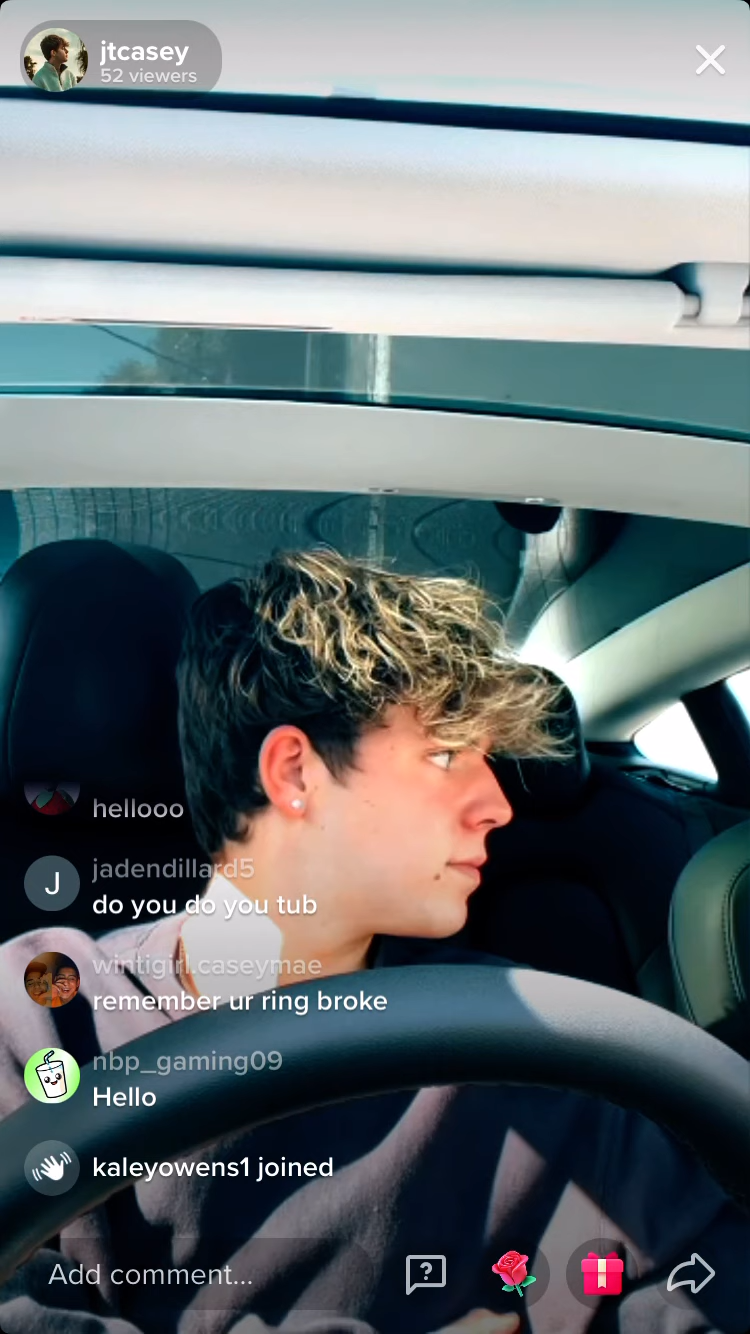 jtcasey
52 viewers
hellooo
J
jadendillard5
do you do you tub
wintigirl.caseymae
remember ur ring broke
nbp_gaming09
Hello
kaleyowens1 joined
Add comment...
?